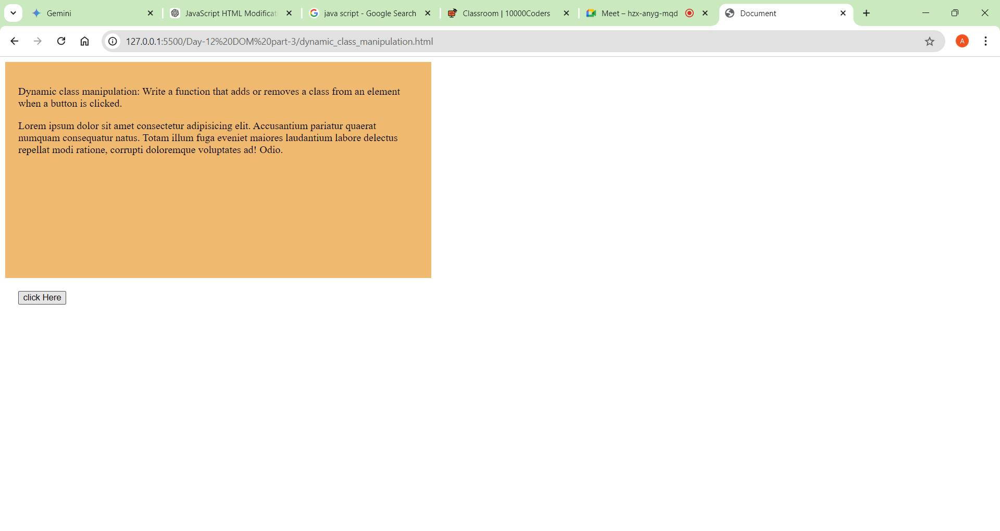 Gemini
JavaScript HTML Modificati
java script - Google Search
Classroom | 10000Coders
Meet – hzx-anyg-mqd
Document
127.0.0.1:5500/Day-12%20DOM%20part-3/dynamic_class_manipulation.html
A
Dynamic class manipulation: Write a function that adds or removes a class from an element
when a button is clicked.
Lorem ipsum dolor sit amet consectetur adipisicing elit. Accusantium pariatur quaerat
numquam consequatur natus. Totam illum fuga eveniet maiores laudantium labore delectus
repellat modi ratione, corrupti doloremque voluptates ad! Odio.
click Here